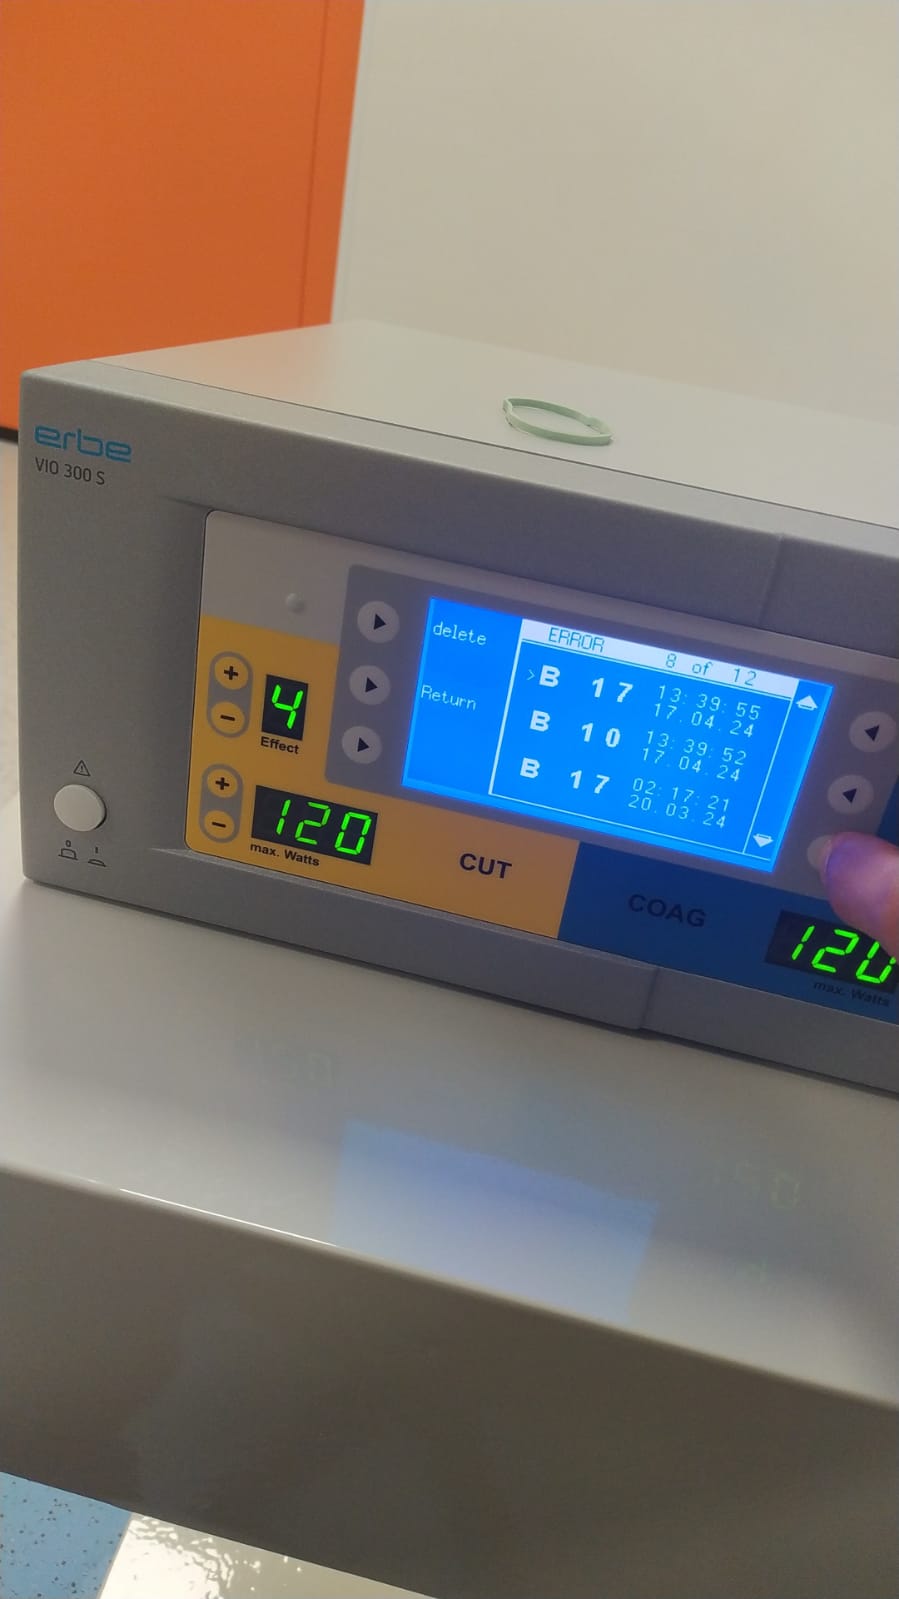 erbe
VIO 300 S
delete
Return
ERROR
8 of 12
>B 17 13:39:55
17.04.24
B 10 13:39:52
17.04.24
B 17 02:17:21
20.03.24
+
4
−
Effect
+
120
−
max. Watts
CUT
COAG
120
max. Watts